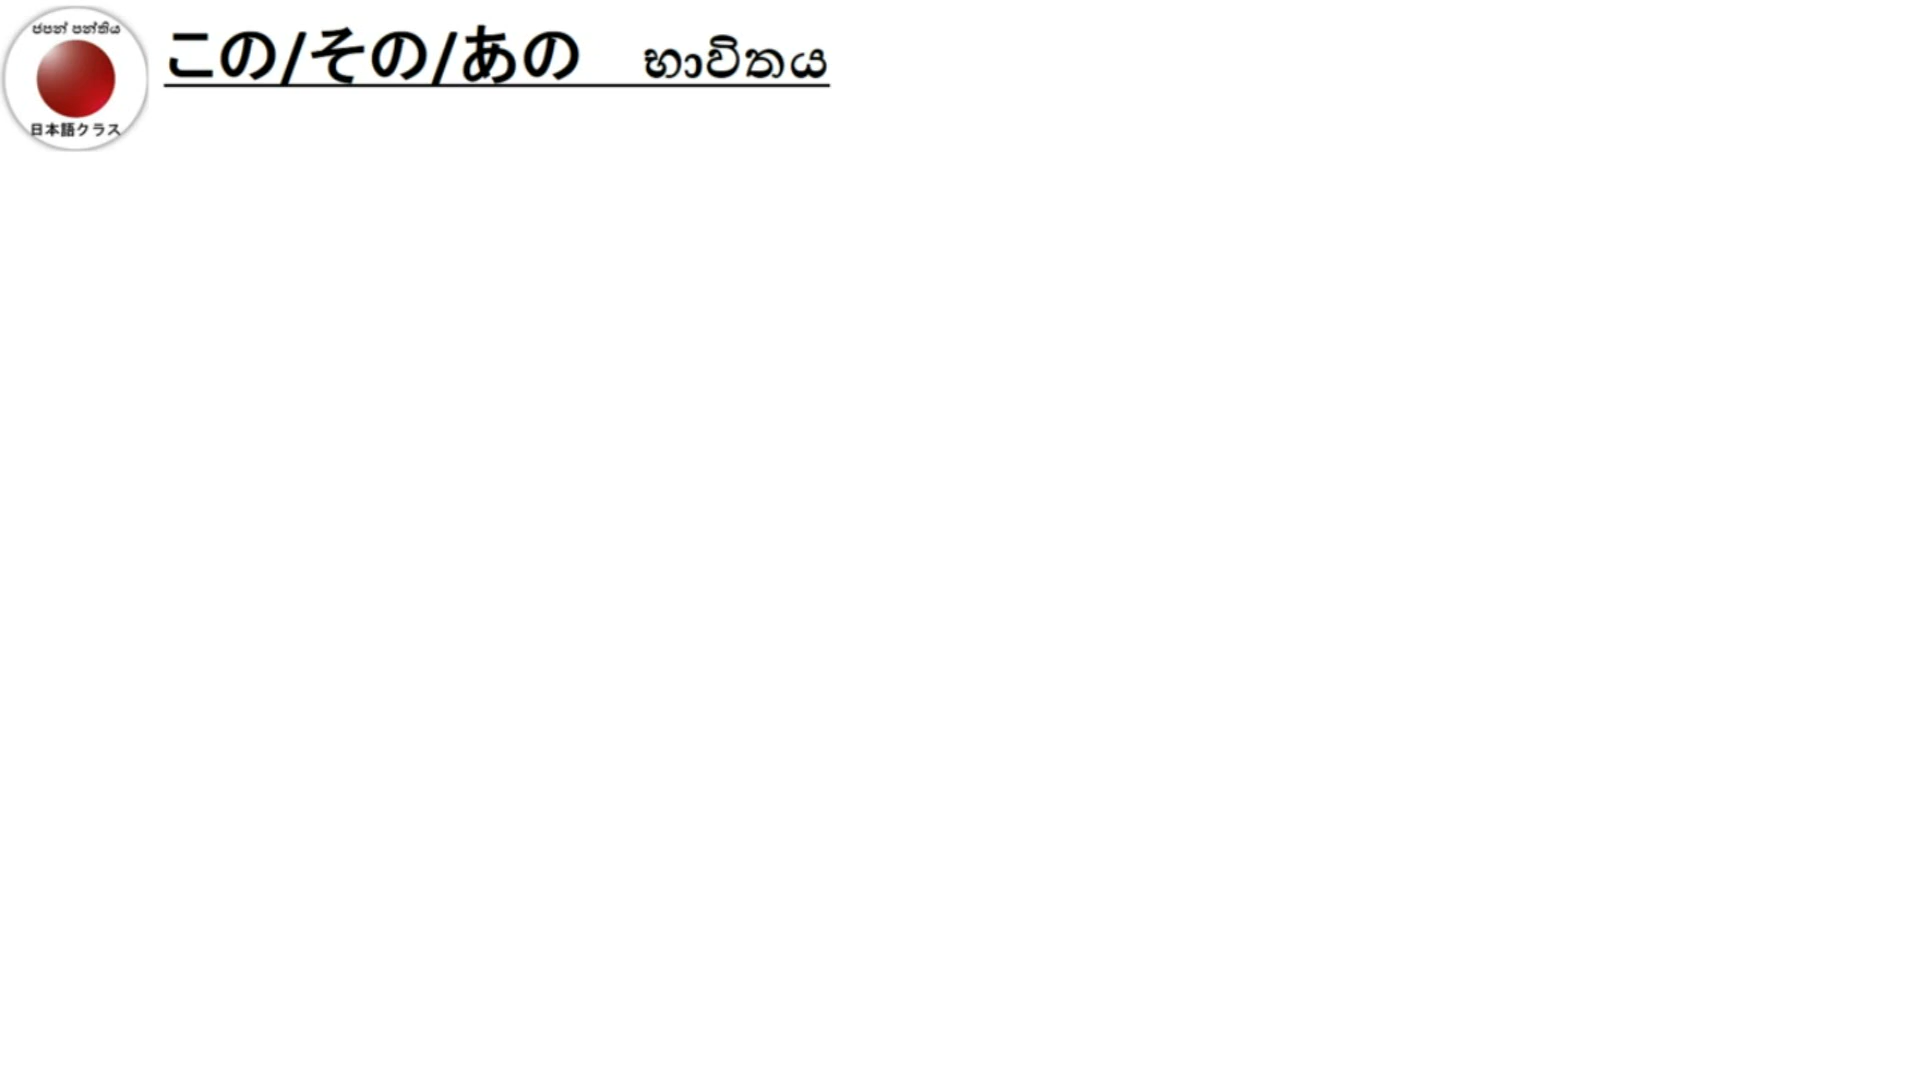 ජපන් පන්තිය
日本語クラス
この/その/あの　භාවිතය